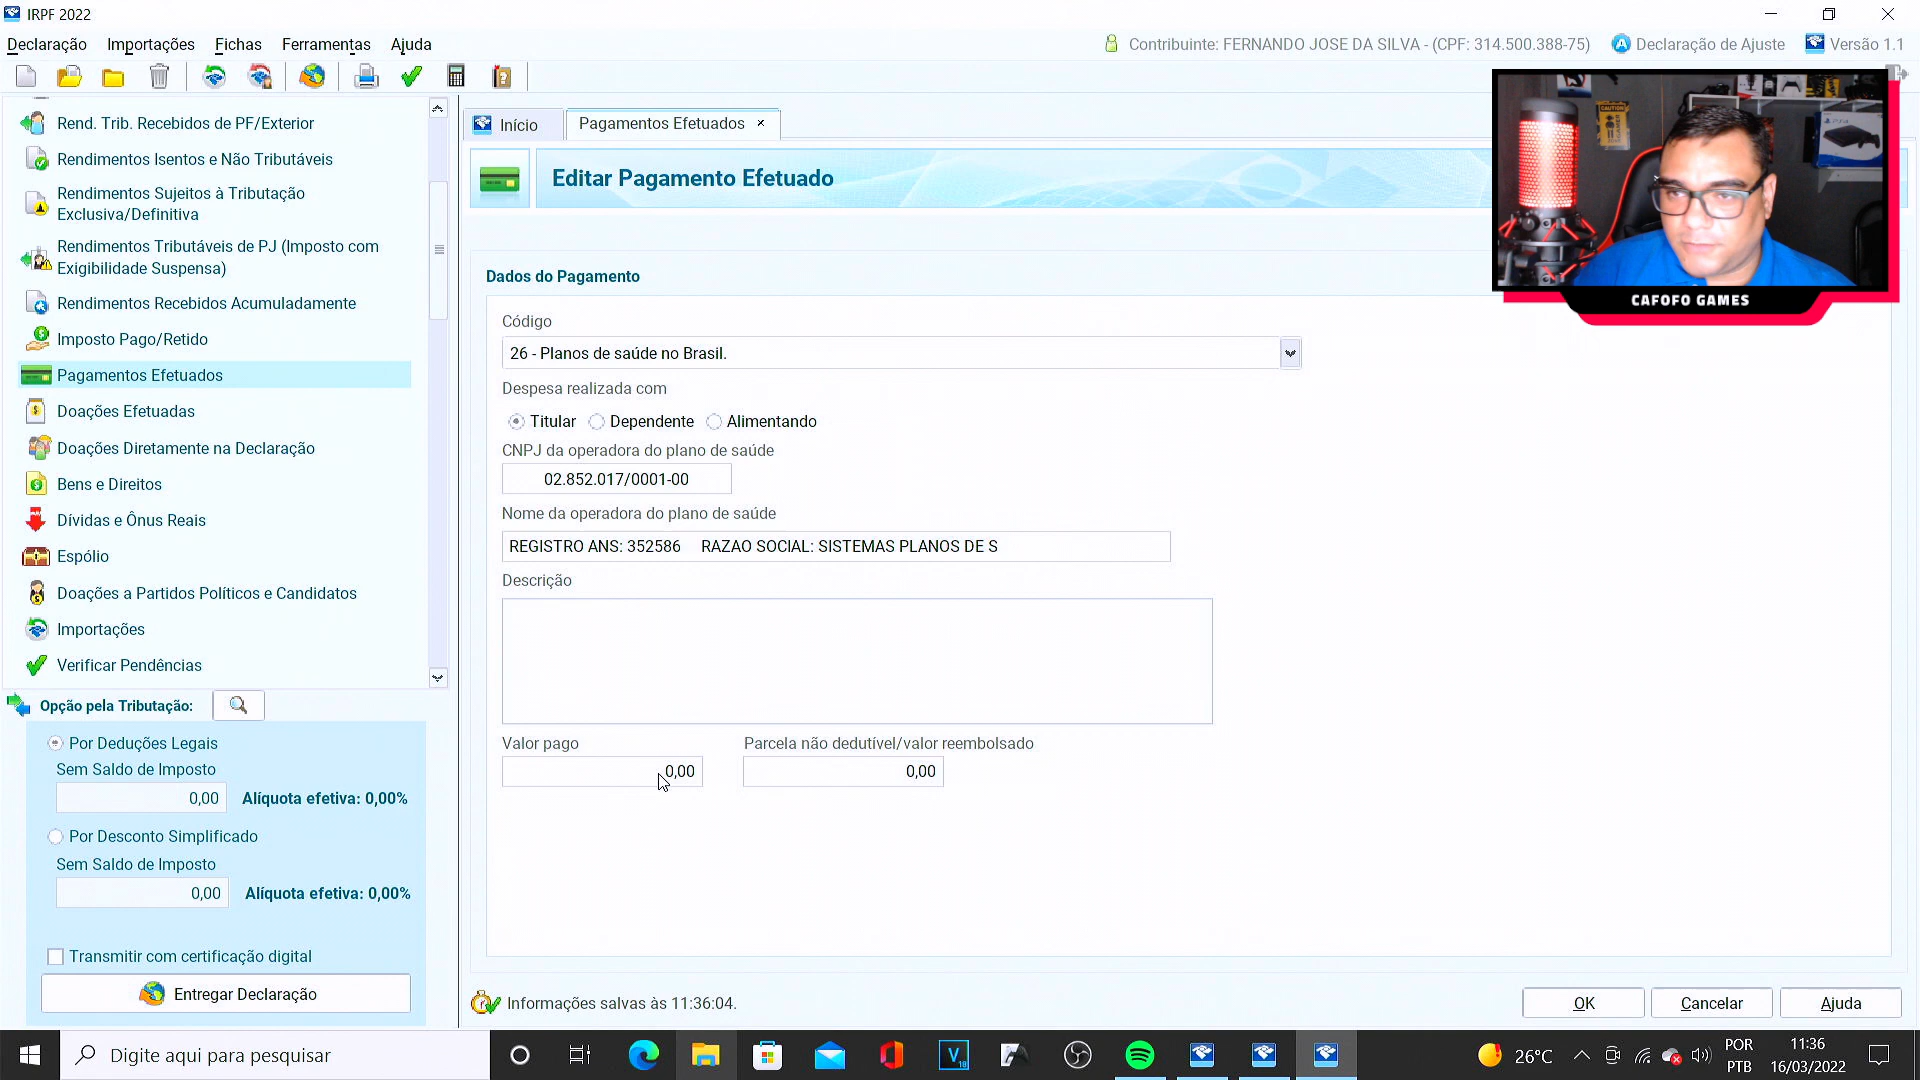 IRPF 2022
Declaração Importações Fichas Ferramentas Ajuda
Contribuinte: FERNANDO JOSE DA SILVA - (CPF: 314.500.388-75) Declaração de Ajuste Versão 1.1
Rend. Trib. Recebidos de PF/Exterior
Rendimentos Isentos e Não Tributáveis
Rendimentos Sujeitos à Tributação
Exclusiva/Definitiva
Rendimentos Tributáveis de PJ (Imposto com
Exigibilidade Suspensa)
Rendimentos Recebidos Acumuladamente
Imposto Pago/Retido
Pagamentos Efetuados
Doações Efetuadas
Doações Diretamente na Declaração
Bens e Direitos
Dívidas e Ônus Reais
Espólio
Doações a Partidos Políticos e Candidatos
Importações
Verificar Pendências
Opção pela Tributação:
Por Deduções Legais
Sem Saldo de Imposto
0,00 Alíquota efetiva: 0,00%
Por Desconto Simplificado
Sem Saldo de Imposto
0,00 Alíquota efetiva: 0,00%
Transmitir com certificação digital
Entregar Declaração
Início Pagamentos Efetuados ×
Editar Pagamento Efetuado
Dados do Pagamento
Código
26 - Planos de saúde no Brasil.
Despesa realizada com
Titular Dependente Alimentando
CNPJ da operadora do plano de saúde
02.852.017/0001-00
Nome da operadora do plano de saúde
REGISTRO ANS: 352586 RAZAO SOCIAL: SISTEMAS PLANOS DE S
Descrição
Valor pago Parcela não dedutível/valor reembolsado
0,00 0,00
Informações salvas às 11:36:04.
OK Cancelar Ajuda
CAUTION
GAMER
PS4
CAFOFO GAMES
Digite aqui para pesquisar
26°C
POR
PTB
11:36
16/03/2022